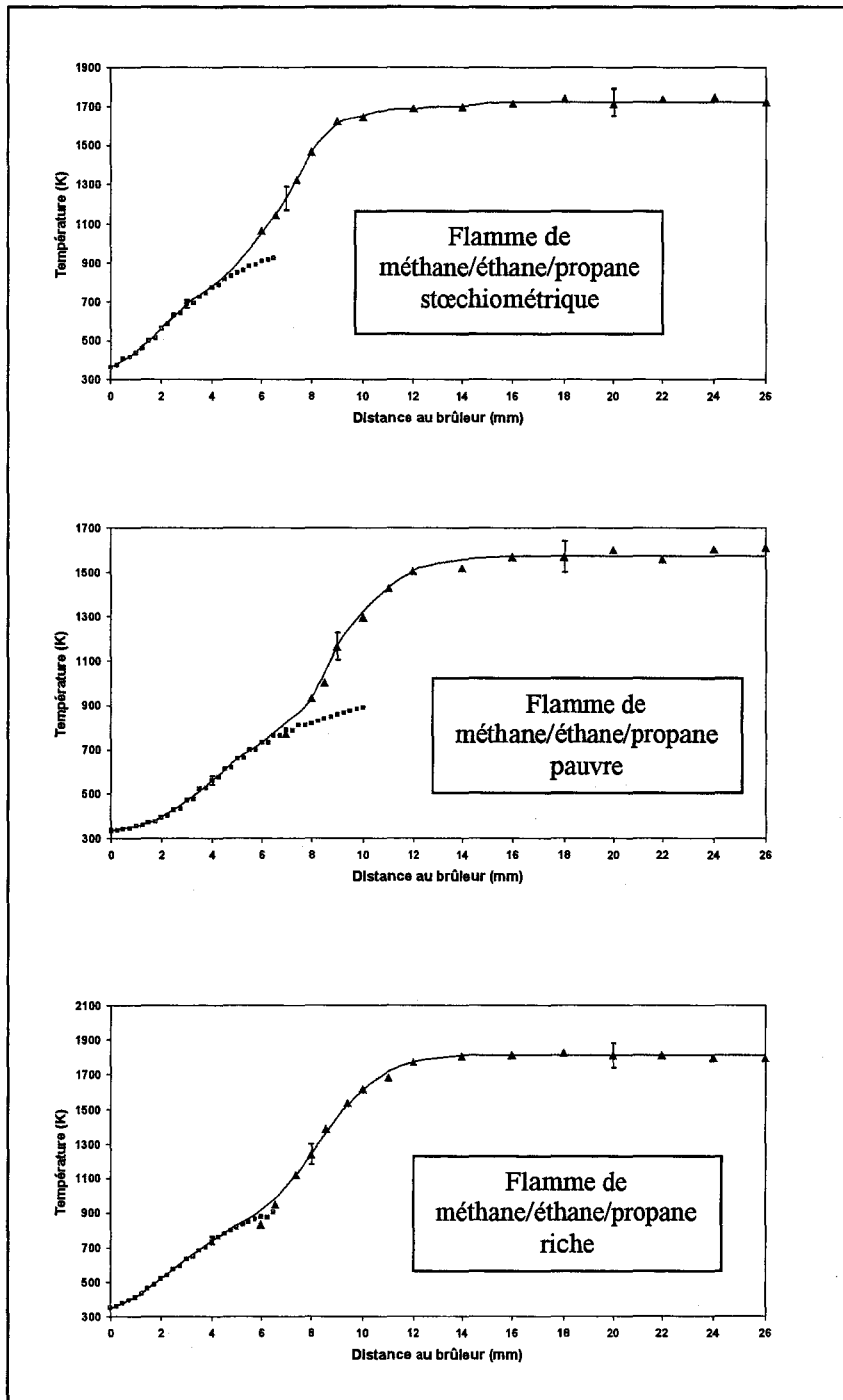 1900
1700
1500
1300
1100
900
700
500
300
Température (K)
0 2 4 6 8 10 12 14 16 18 20 22 24 26
Distance au brûleur (mm)
Flamme de
méthane/éthane/propane
stœchiométrique
1700
1500
1300
1100
900
700
500
300
Température (K)
0 2 4 6 8 10 12 14 16 18 20 22 24 26
Distance au brûleur (mm)
Flamme de
méthane/éthane/propane
pauvre
2100
1900
1700
1500
1300
1100
900
700
500
300
Température (K)
0 2 4 6 8 10 12 14 16 18 20 22 24 26
Distance au brûleur (mm)
Flamme de
méthane/éthane/propane
riche